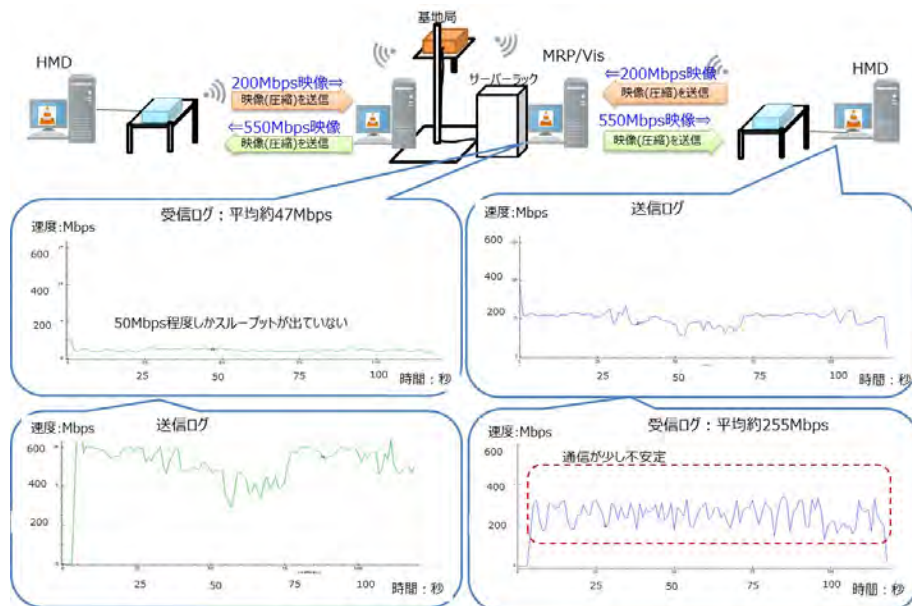 基地局
HMD
MRP/Vis
HMD
サーバーラック
200Mbps映像⇒
映像(圧縮)を送信
⇐550Mbps映像
映像(圧縮)を送信
⇐200Mbps映像
映像(圧縮)を送信
550Mbps映像⇒
映像(圧縮)を送信
受信ログ：平均約47Mbps
速度:Mbps
600
400
200
50Mbps程度しかスループットが出ていない
25
50
75
100
時間：秒
送信ログ
速度:Mbps
600
400
200
25
50
75
100
時間：秒
送信ログ
速度:Mbps
600
400
200
25
50
75
100
時間：秒
受信ログ：平均約255Mbps
速度:Mbps
通信が少し不安定
600
400
200
25
50
75
100
時間：秒